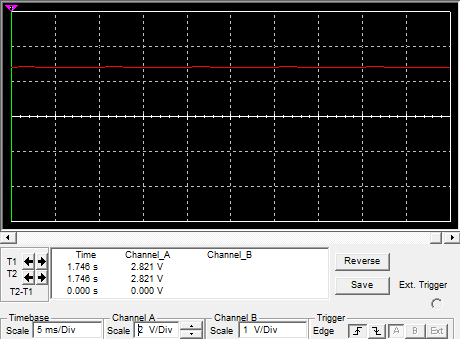 Time Channel_A Channel_B
T1 1.746 s 2.821 V
T2 1.746 s 2.821 V
T2-T1 0.000 s 0.000 V
Reverse
Save
Ext. Trigger
Timebase Channel A Channel B Trigger
Scale 5 ms/Div Scale 2 V/Div Scale 1 V/Div Edge A B Ext